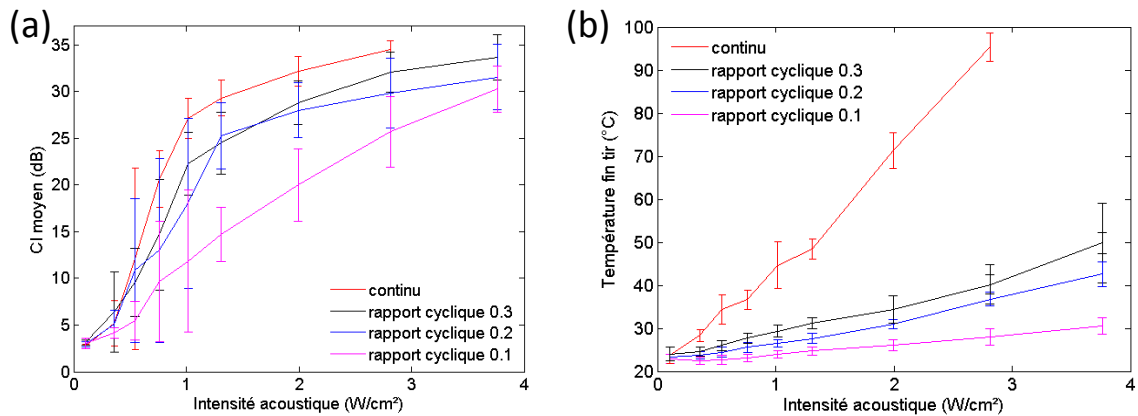 (a)
CI moyen (dB)
35
30
25
20
15
10
5
0
0
1
2
3
4
Intensité acoustique (W/cm²)
continu
rapport cyclique 0.3
rapport cyclique 0.2
rapport cyclique 0.1
(b)
Température fin tir (°C)
100
90
80
70
60
50
40
30
20
0
1
2
3
4
Intensité acoustique (W/cm²)
continu
rapport cyclique 0.3
rapport cyclique 0.2
rapport cyclique 0.1